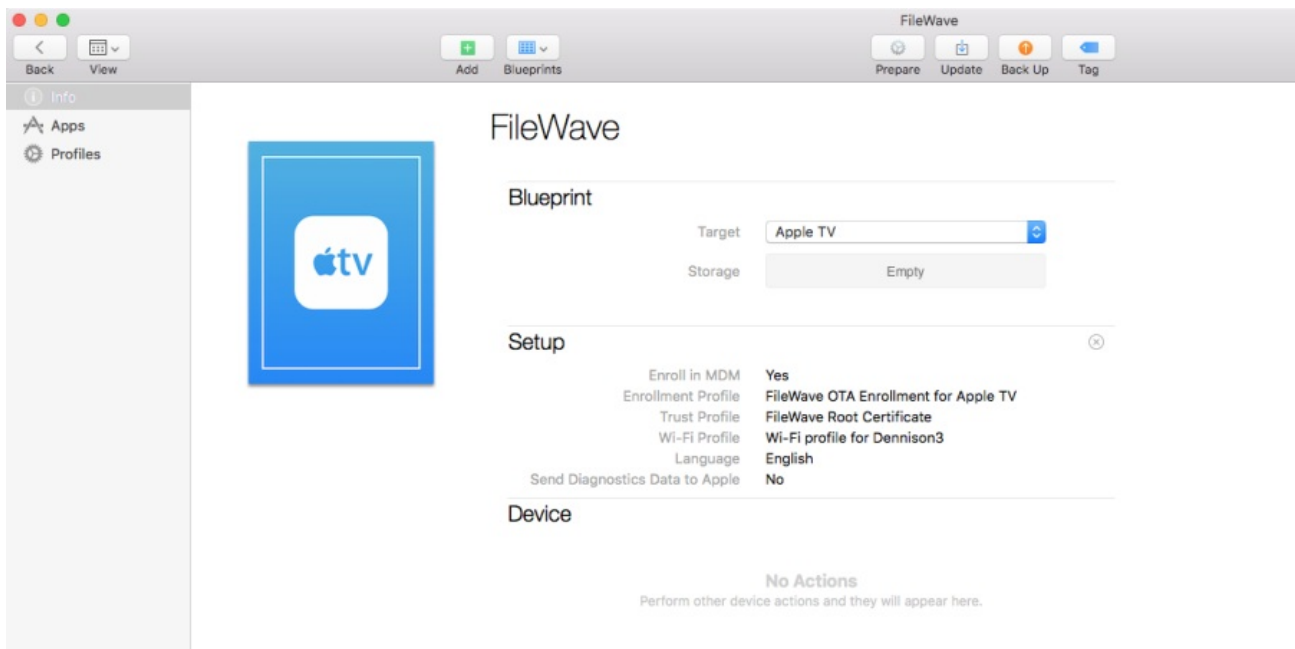 FileWave
Back View Add Blueprints Prepare Update Back Up Tag
Info
Apps
Profiles
tv
FileWave
Blueprint
Target Apple TV
Storage Empty
Setup
Enroll in MDM Yes
Enrollment Profile FileWave OTA Enrollment for Apple TV
Trust Profile FileWave Root Certificate
Wi-Fi Profile Wi-Fi profile for Dennison3
Language English
Send Diagnostics Data to Apple No
Device
No Actions
Perform other device actions and they will appear here.